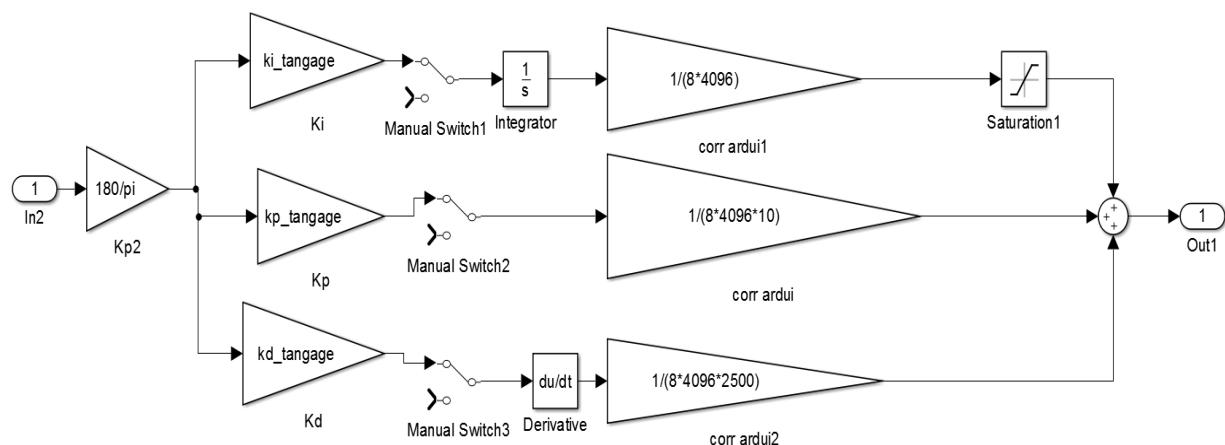 ki_tangage
Ki
Manual Switch1
1
s
Integrator
1/(8*4096)
corr ardui1
Saturation1
1
In2
180/pi
Kp2
kp_tangage
Kp
Manual Switch2
1/(8*4096*10)
corr ardui
+
+
+
1
Out1
kd_tangage
Kd
Manual Switch3
du/dt
Derivative
1/(8*4096*2500)
corr ardui2